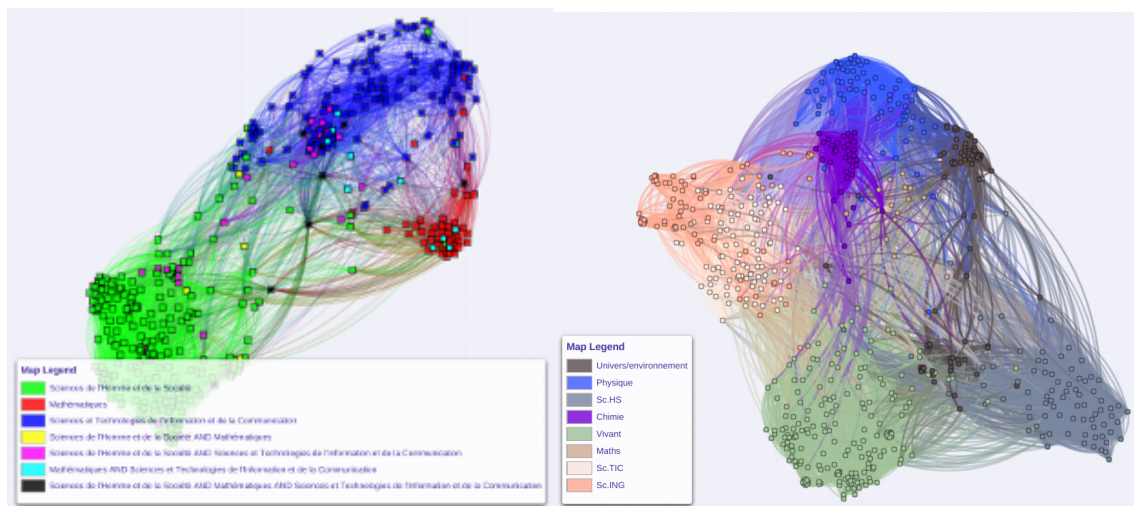 Map Legend
Sciences de l'Homme et de la Société
Mathématiques
Sciences et Technologies de l'Information et de la Communication
Sciences de l'Homme et de la Société AND Mathématiques
Sciences de l'Homme et de la Société AND Sciences et Technologies de l'Information et de la Communication
Mathématiques AND Sciences et Technologies de l'Information et de la Communication
Sciences de l'Homme et de la Société AND Mathématiques AND Sciences et Technologies de l'Information et de la Communication
Map Legend
Univers/environnement
Physique
Sc.HS
Chimie
Vivant
Maths
Sc.TIC
Sc.ING